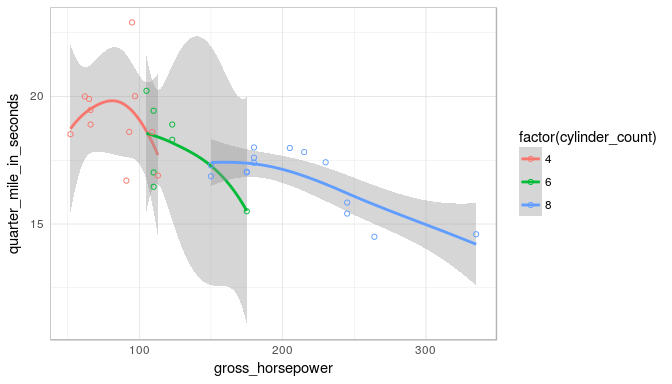 quarter_mile_in_seconds
20
15
100
200
300
gross_horsepower
factor(cylinder_count)
4
6
8